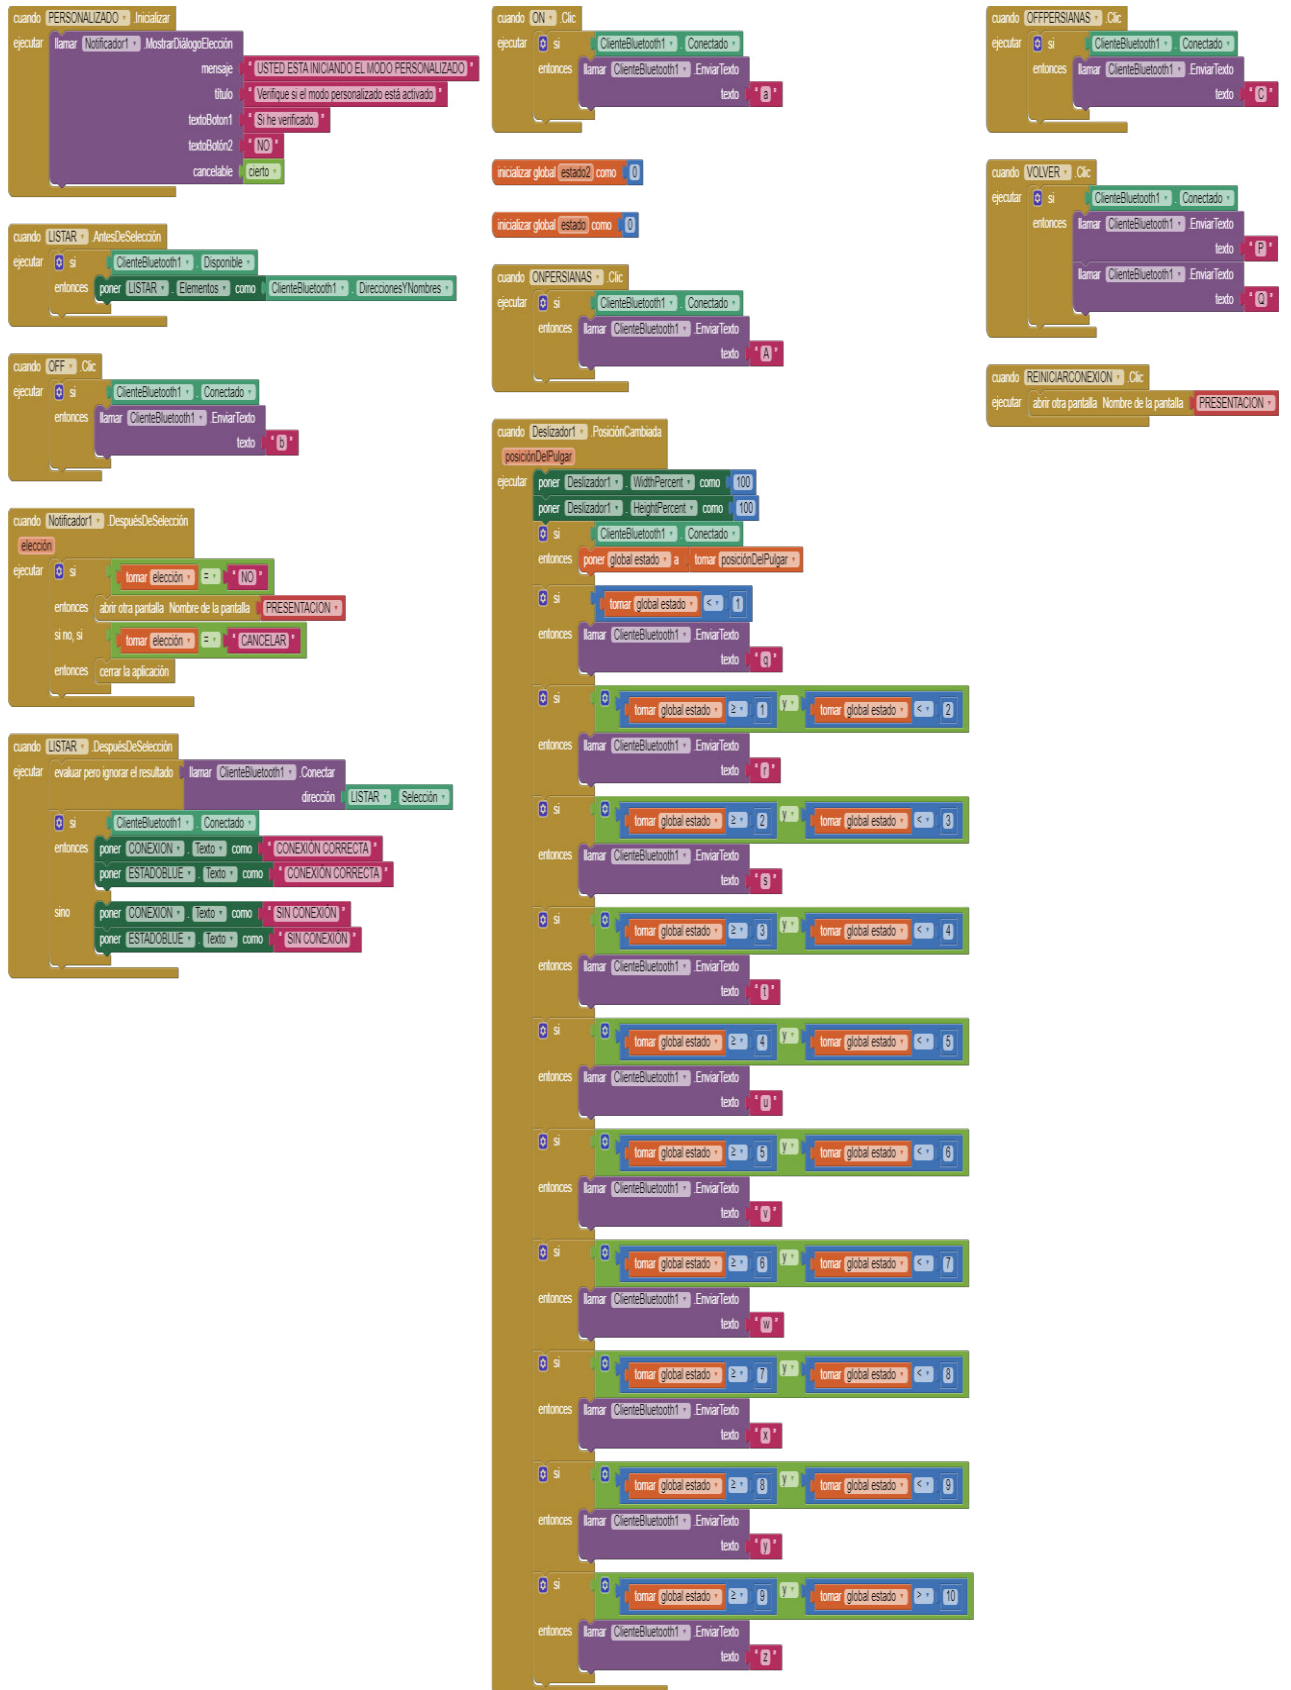 cuando PERSONALIZADO .Inicializar
ejecutar llamar Notificador1 .MostrarDiálogoElección
mensaje " USTED ESTA INICIANDO EL MODO PERSONALIZADO "
título " Verifique si el modo personalizado está activado "
textoBoton1 " Si he verificado. "
textoBotón2 " NO "
cancelable cierto
cuando LISTAR .AntesDeSelección
ejecutar si ClienteBluetooth1 . Disponible
entonces poner LISTAR . Elementos como ClienteBluetooth1 . DireccionesYNombres
cuando OFF .Clic
ejecutar si ClienteBluetooth1 . Conectado
entonces llamar ClienteBluetooth1 .EnviarTexto
texto " b "
cuando Notificador1 .DespuésDeSelección
elección
ejecutar si tomar elección = " NO "
entonces abrir otra pantalla Nombre de la pantalla PRESENTACION
si no, si tomar elección = " CANCELAR "
entonces cerrar la aplicación
cuando LISTAR .DespuésDeSelección
ejecutar evaluar pero ignorar el resultado llamar ClienteBluetooth1 .Conectar
dirección LISTAR . Selección
si ClienteBluetooth1 . Conectado
entonces poner CONEXION . Texto como " CONEXIÓN CORRECTA "
poner ESTADOBLUE . Texto como " CONEXIÓN CORRECTA "
sino poner CONEXION . Texto como " SIN CONEXIÓN "
poner ESTADOBLUE . Texto como " SIN CONEXIÓN "
cuando ON .Clic
ejecutar si ClienteBluetooth1 . Conectado
entonces llamar ClienteBluetooth1 .EnviarTexto
texto " a "
inicializar global estado2 como 0
inicializar global estado como 0
cuando ONPERSIANAS .Clic
ejecutar si ClienteBluetooth1 . Conectado
entonces llamar ClienteBluetooth1 .EnviarTexto
texto " A "
cuando Deslizador1 .PosiciónCambiada
posiciónDelPulgar
ejecutar poner Deslizador1 . WidthPercent como 100
poner Deslizador1 . HeightPercent como 100
si ClienteBluetooth1 . Conectado
entonces poner global estado a tomar posiciónDelPulgar
si tomar global estado < 1
entonces llamar ClienteBluetooth1 .EnviarTexto
texto " q "
si tomar global estado ≥ 1 y tomar global estado < 2
entonces llamar ClienteBluetooth1 .EnviarTexto
texto " r "
si tomar global estado ≥ 2 y tomar global estado < 3
entonces llamar ClienteBluetooth1 .EnviarTexto
texto " s "
si tomar global estado ≥ 3 y tomar global estado < 4
entonces llamar ClienteBluetooth1 .EnviarTexto
texto " t "
si tomar global estado ≥ 4 y tomar global estado < 5
entonces llamar ClienteBluetooth1 .EnviarTexto
texto " u "
si tomar global estado ≥ 5 y tomar global estado < 6
entonces llamar ClienteBluetooth1 .EnviarTexto
texto " v "
si tomar global estado ≥ 6 y tomar global estado < 7
entonces llamar ClienteBluetooth1 .EnviarTexto
texto " w "
si tomar global estado ≥ 7 y tomar global estado < 8
entonces llamar ClienteBluetooth1 .EnviarTexto
texto " x "
si tomar global estado ≥ 8 y tomar global estado < 9
entonces llamar ClienteBluetooth1 .EnviarTexto
texto " y "
si tomar global estado ≥ 9 y tomar global estado > 10
entonces llamar ClienteBluetooth1 .EnviarTexto
texto " z "
cuando OFFPERSIANAS .Clic
ejecutar si ClienteBluetooth1 . Conectado
entonces llamar ClienteBluetooth1 .EnviarTexto
texto " C "
cuando VOLVER .Clic
ejecutar si ClienteBluetooth1 . Conectado
entonces llamar ClienteBluetooth1 .EnviarTexto
texto " P "
llamar ClienteBluetooth1 .EnviarTexto
texto " Q "
cuando REINICIARCONEXION .Clic
ejecutar abrir otra pantalla Nombre de la pantalla PRESENTACION